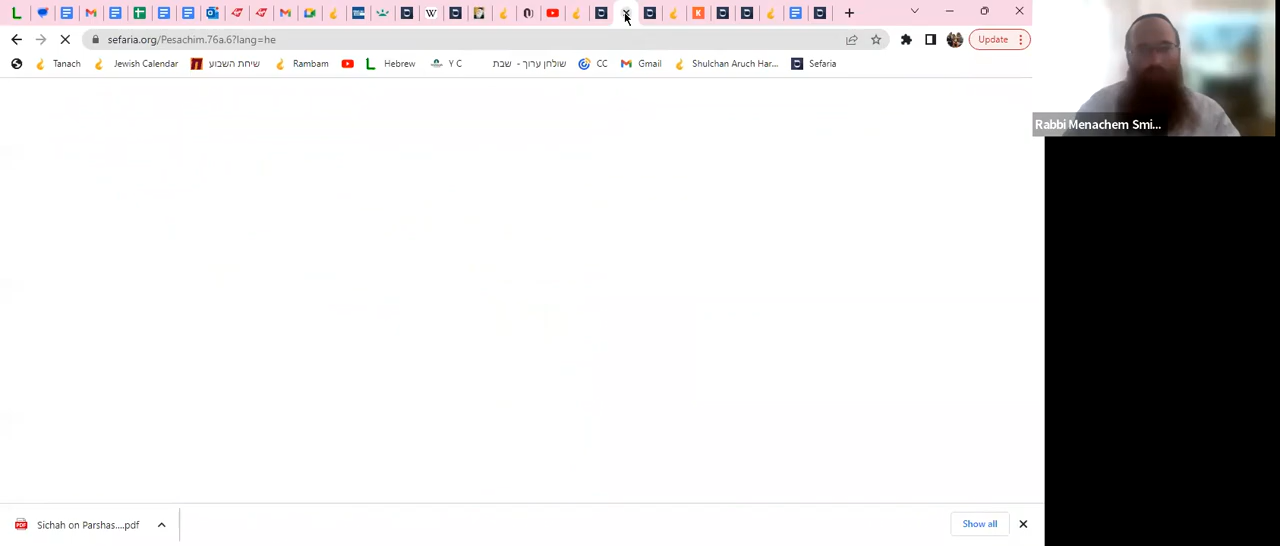 sefaria.org/Pesachim.76a.6?lang=he
Update
Tanach
Jewish Calendar
שיחת השבוע
Rambam
Hebrew
Y C
שולחן ערוך - שבת
CC
Gmail
Shulchan Aruch Har...
Sefaria
Rabbi Menachem Smi...
Sichah on Parshas....pdf
Show all